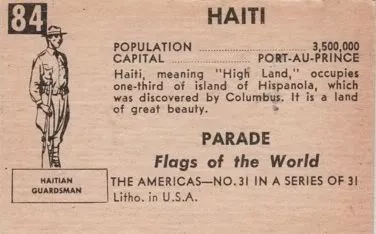 84
HAITI
POPULATION 3,500,000
CAPITAL PORT-AU-PRINCE
Haiti, meaning "High Land," occupies
one-third of island of Hispanola, which
was discovered by Columbus. It is a land
of great beauty.
PARADE
Flags of the World
HAITIAN
GUARDSMAN
THE AMERICAS—NO. 31 IN A SERIES OF 31
Litho. in U.S.A.